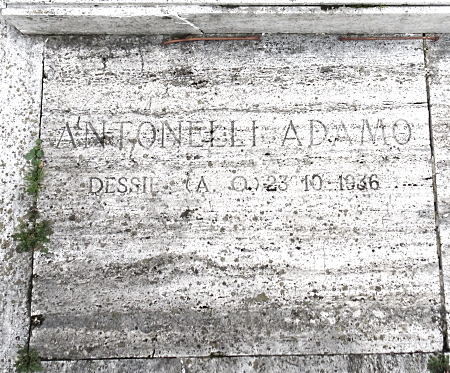 ANTONELLI ADAMO
DESSIE (A. O.) 23 10 1936